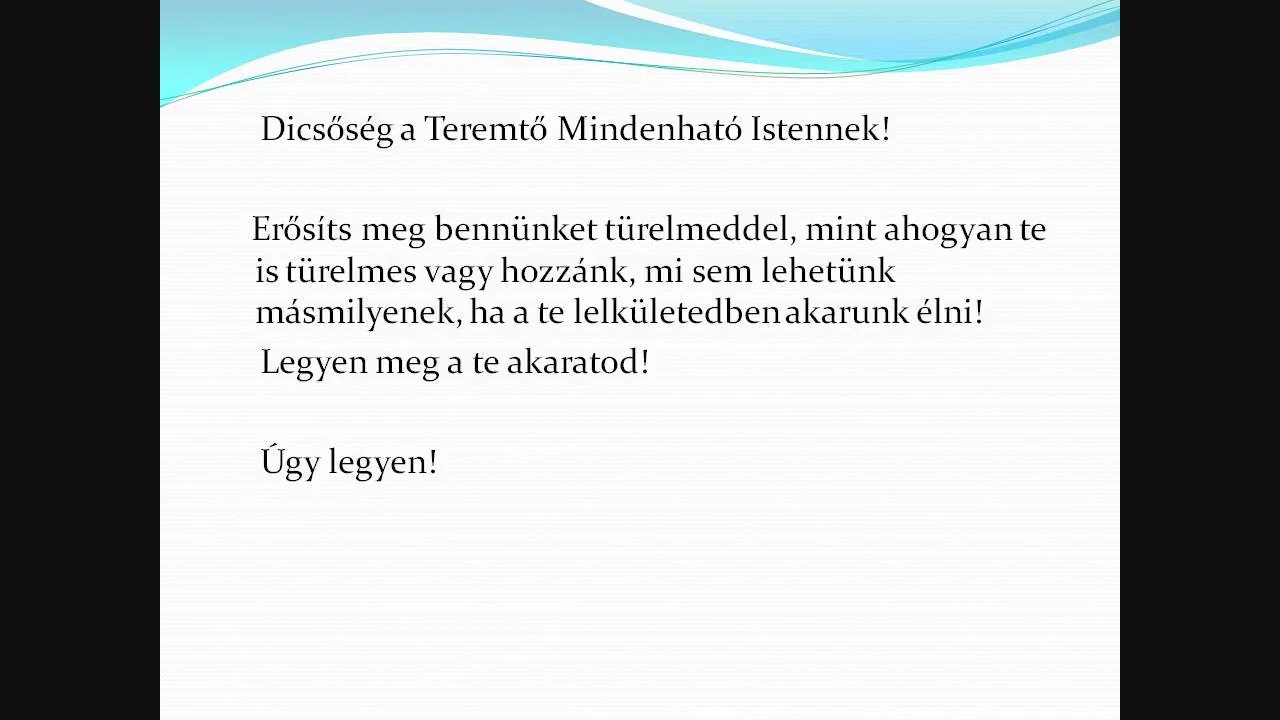 Dicsőség a Teremtő Mindenható Istennek!
Erősíts meg bennünket türelmeddel, mint ahogyan te
is türelmes vagy hozzánk, mi sem lehetünk
másmilyenek, ha a te lelkületedben akarunk élni!
Legyen meg a te akaratod!
Úgy legyen!